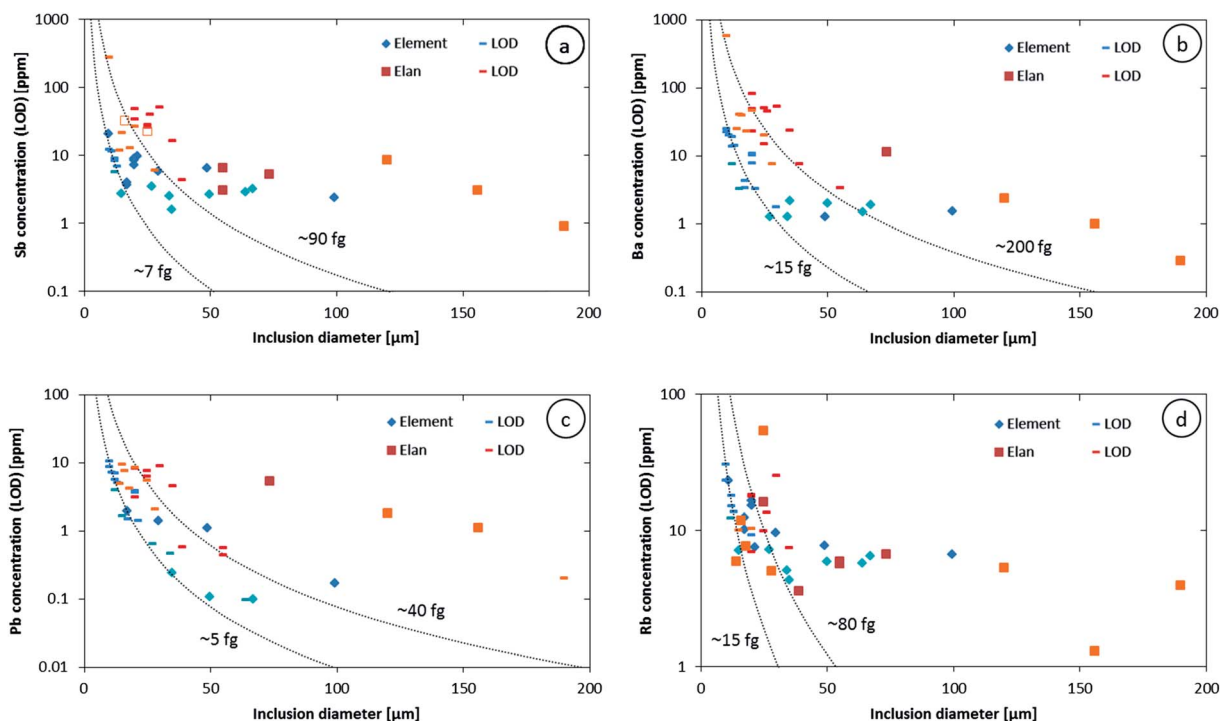 a
Sb concentration (LOD) [ppm]
1000
100
10
1
0.1
Element LOD
Elan LOD
~7 fg
~90 fg
0 50 100 150 200
Inclusion diameter [µm]
b
Ba concentration (LOD) [ppm]
1000
100
10
1
0.1
Element LOD
Elan LOD
~15 fg
~200 fg
0 50 100 150 200
Inclusion diameter [µm]
c
Pb concentration (LOD) [ppm]
100
10
1
0.1
0.01
Element LOD
Elan LOD
~5 fg
~40 fg
0 50 100 150 200
Inclusion diameter [µm]
d
Rb concentration (LOD) [ppm]
100
10
1
Element LOD
Elan LOD
~15 fg
~80 fg
0 50 100 150 200
Inclusion diameter [µm]